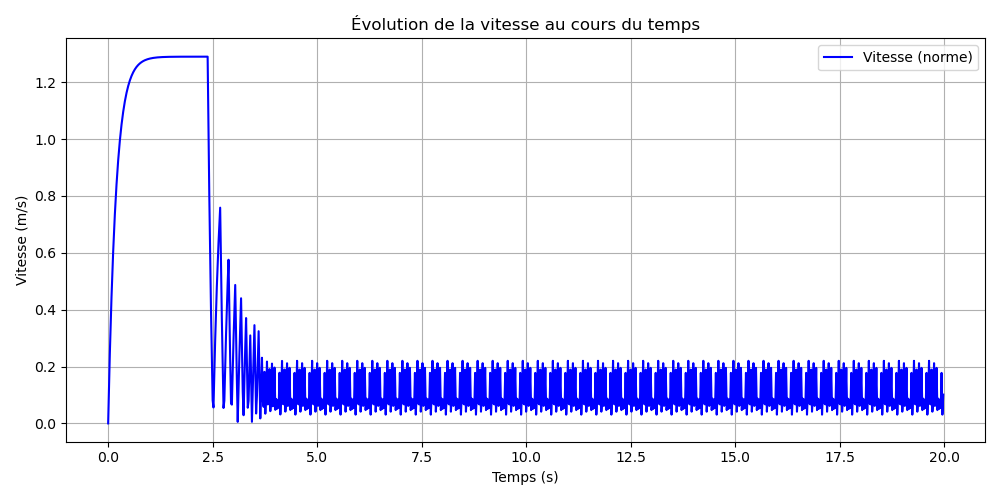 Évolution de la vitesse au cours du temps
Vitesse (norme)
Vitesse (m/s)
1.2
1.0
0.8
0.6
0.4
0.2
0.0
0.0 2.5 5.0 7.5 10.0 12.5 15.0 17.5 20.0
Temps (s)